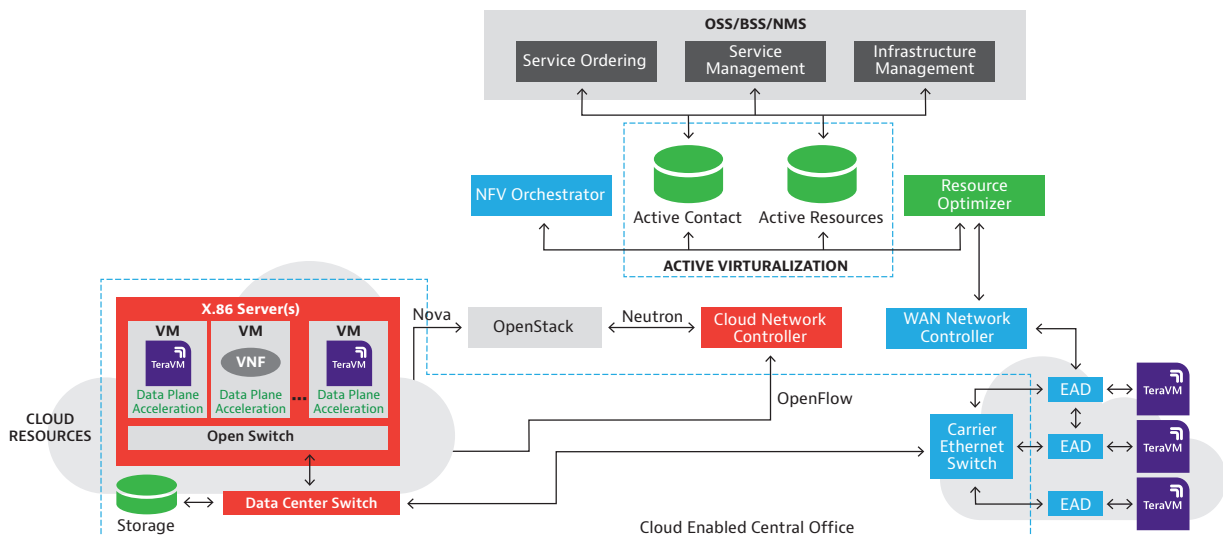 OSS/BSS/NMS
Service Ordering
Service
Management
Infrastructure
Management
NFV Orchestrator
Active Contact
Active Resources
Resource
Optimizer
ACTIVE VIRTURALIZATION
X.86 Server(s)
VM
VM
VM
TeraVM
VNF
TeraVM
Data Plane
Acceleration
Data Plane
Acceleration
...
Data Plane
Acceleration
Open Switch
CLOUD
RESOURCES
Nova
OpenStack
Neutron
Cloud Network
Controller
WAN Network
Controller
OpenFlow
Data Center Switch
Storage
Carrier
Ethernet
Switch
EAD
TeraVM
EAD
TeraVM
EAD
TeraVM
Cloud Enabled Central Office